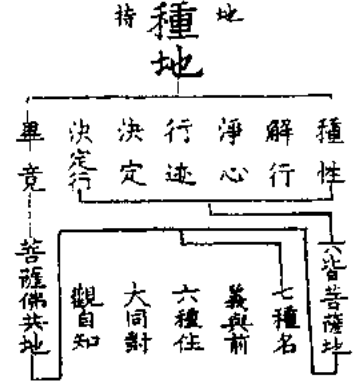 地持
種地
種性
解行
淨心
行迹
決定
決定行
畢竟
六皆菩薩地
七種名
義與前
六種住
大同對
觀自知
菩薩佛共地